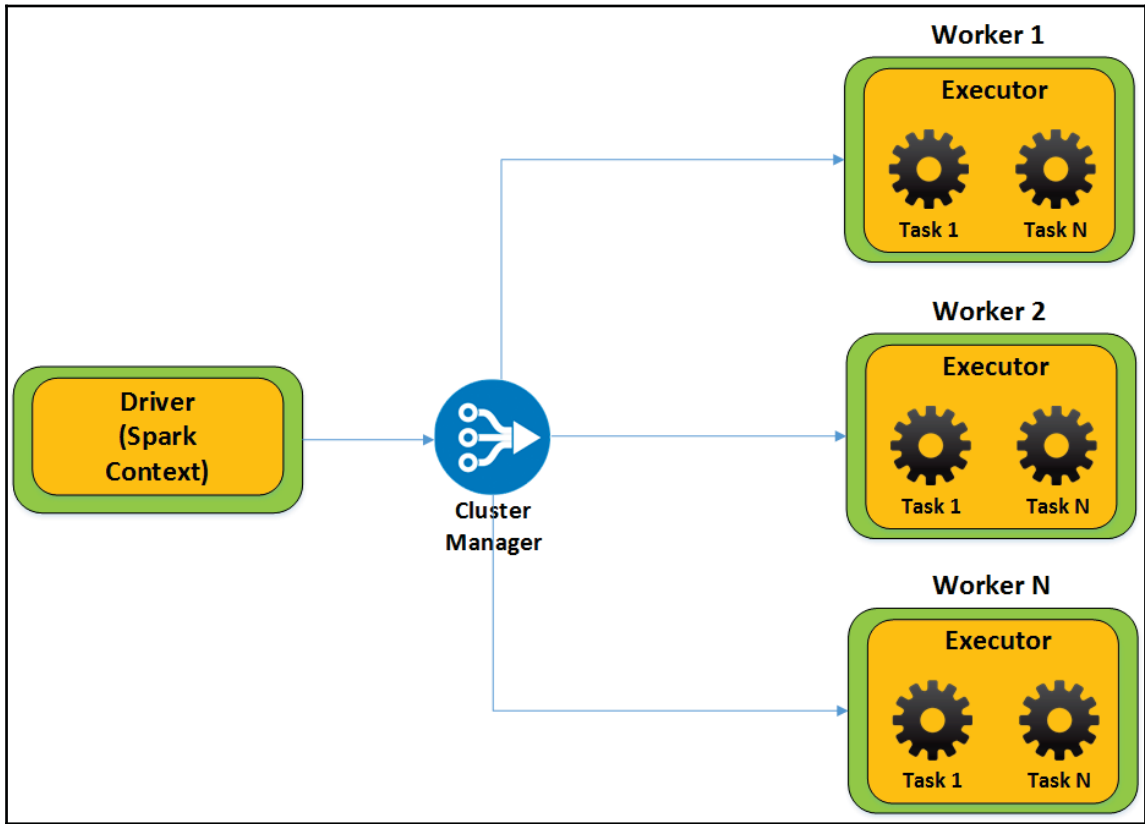 Worker 1
Executor
Task 1
Task N
Worker 2
Executor
Task 1
Task N
Driver
(Spark
Context)
Cluster
Manager
Worker N
Executor
Task 1
Task N